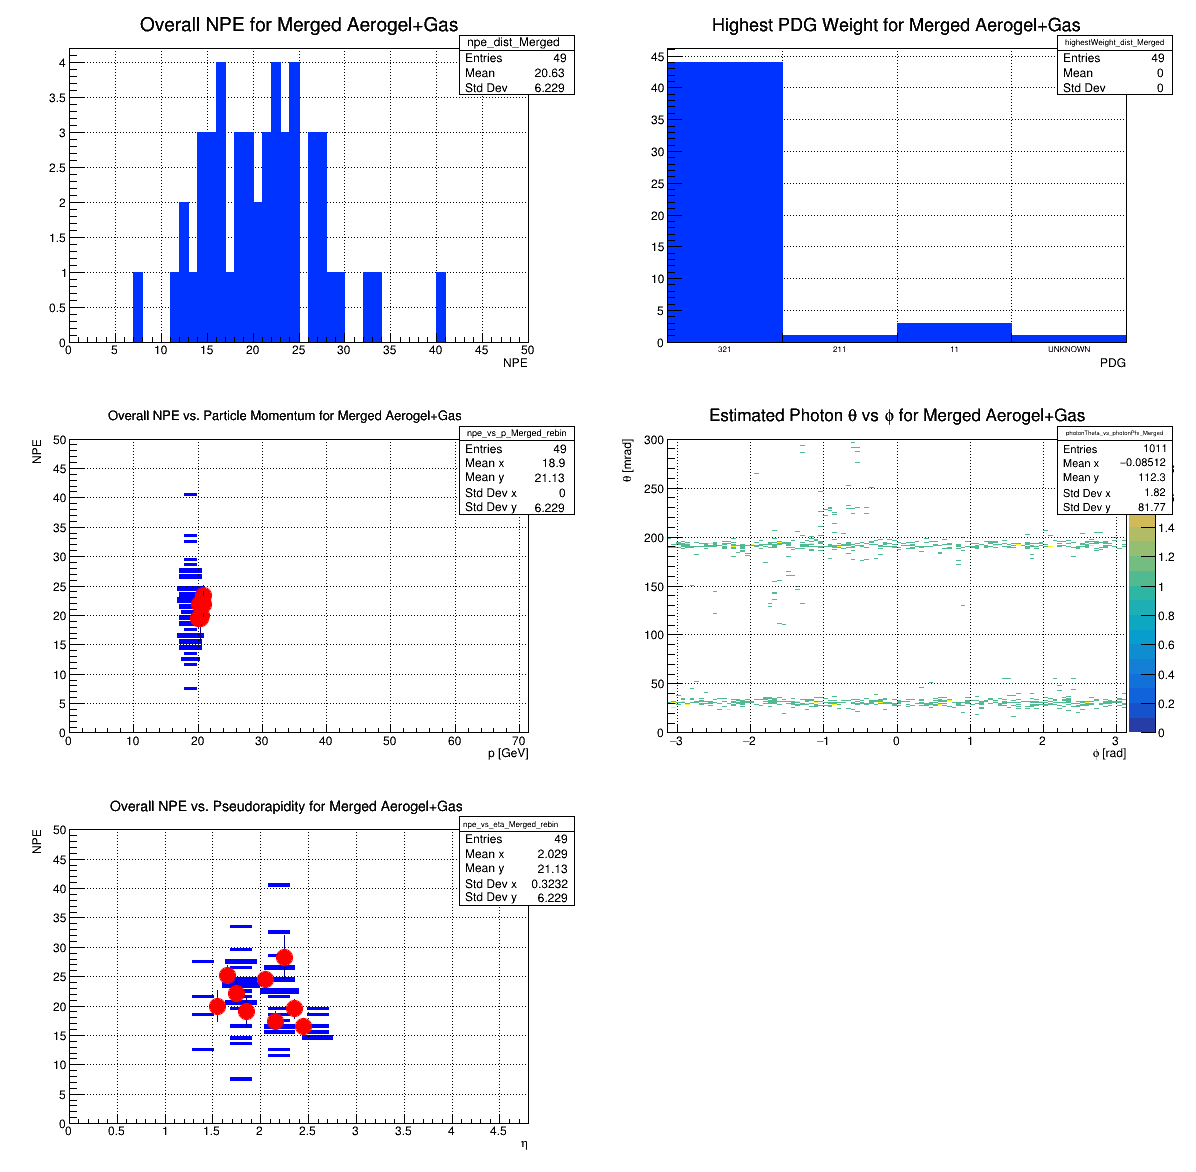 Overall NPE for Merged Aerogel+Gas
npe_dist_Merged
Entries 49
Mean 20.63
Std Dev 6.229
4
3.5
3
2.5
2
1.5
1
0.5
0
0 5 10 15 20 25 30 35 40 45 50
NPE
Highest PDG Weight for Merged Aerogel+Gas
highestWeight_dist_Merged
Entries 49
Mean 0
Std Dev 0
45
40
35
30
25
20
15
10
5
0
321 211 11 UNKNOWN
PDG
Overall NPE vs. Particle Momentum for Merged Aerogel+Gas
NPE
npe_vs_p_Merged_rebin
Entries 49
Mean x 18.9
Mean y 21.13
Std Dev x 0
Std Dev y 6.229
50
45
40
35
30
25
20
15
10
5
0
0 10 20 30 40 50 60 70
p [GeV]
Estimated Photon θ vs ϕ for Merged Aerogel+Gas
θ [mrad]
photonTheta_vs_photonPhi_Merged
Entries 1011
Mean x −0.08512
Mean y 112.3
Std Dev x 1.82
Std Dev y 81.77
300
250
200
150
100
50
0
−3 −2 −1 0 1 2 3
ϕ [rad]
1.4
1.2
1
0.8
0.6
0.4
0.2
0
Overall NPE vs. Pseudorapidity for Merged Aerogel+Gas
NPE
npe_vs_eta_Merged_rebin
Entries 49
Mean x 2.029
Mean y 21.13
Std Dev x 0.3232
Std Dev y 6.229
50
45
40
35
30
25
20
15
10
5
0
0 0.5 1 1.5 2 2.5 3 3.5 4 4.5
η